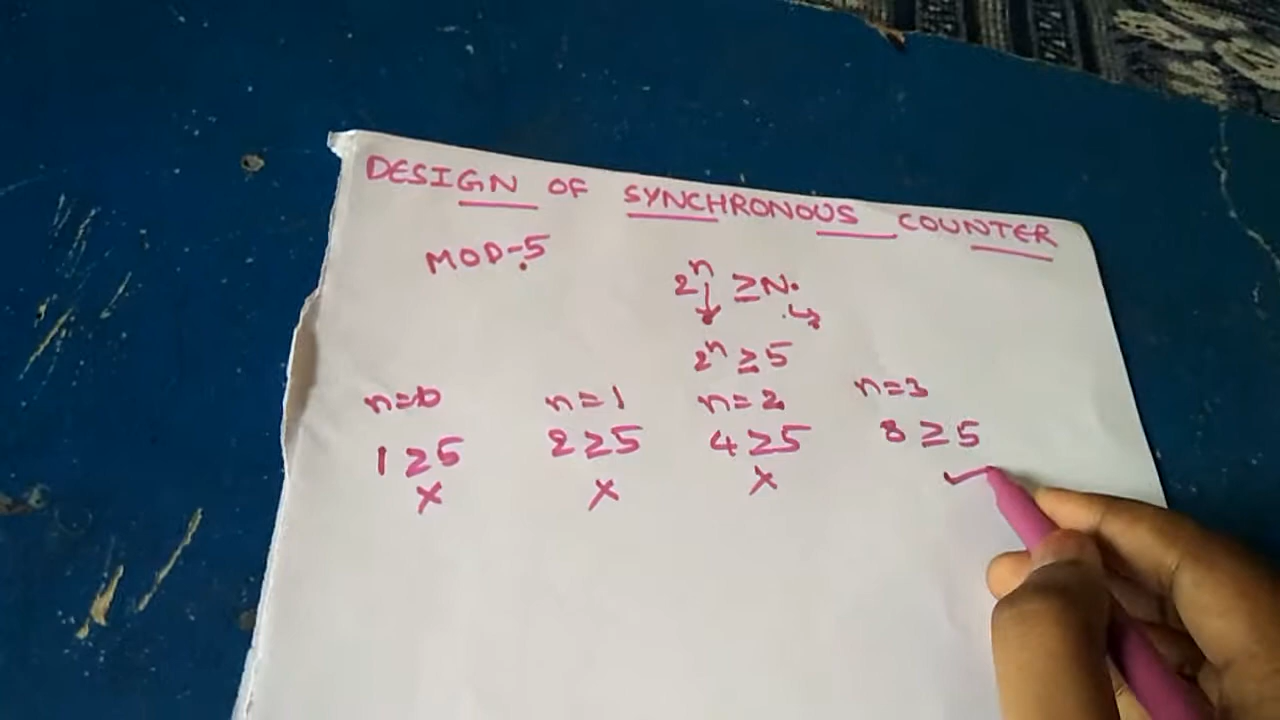 DESIGN OF SYNCHRONOUS COUNTER
MOD-5
2ⁿ ≥ N.
2ⁿ ≥ 5
n=0 n=1 n=2 n=3
1 ≥ 5 2 ≥ 5 4 ≥ 5 8 ≥ 5
x x x ✓